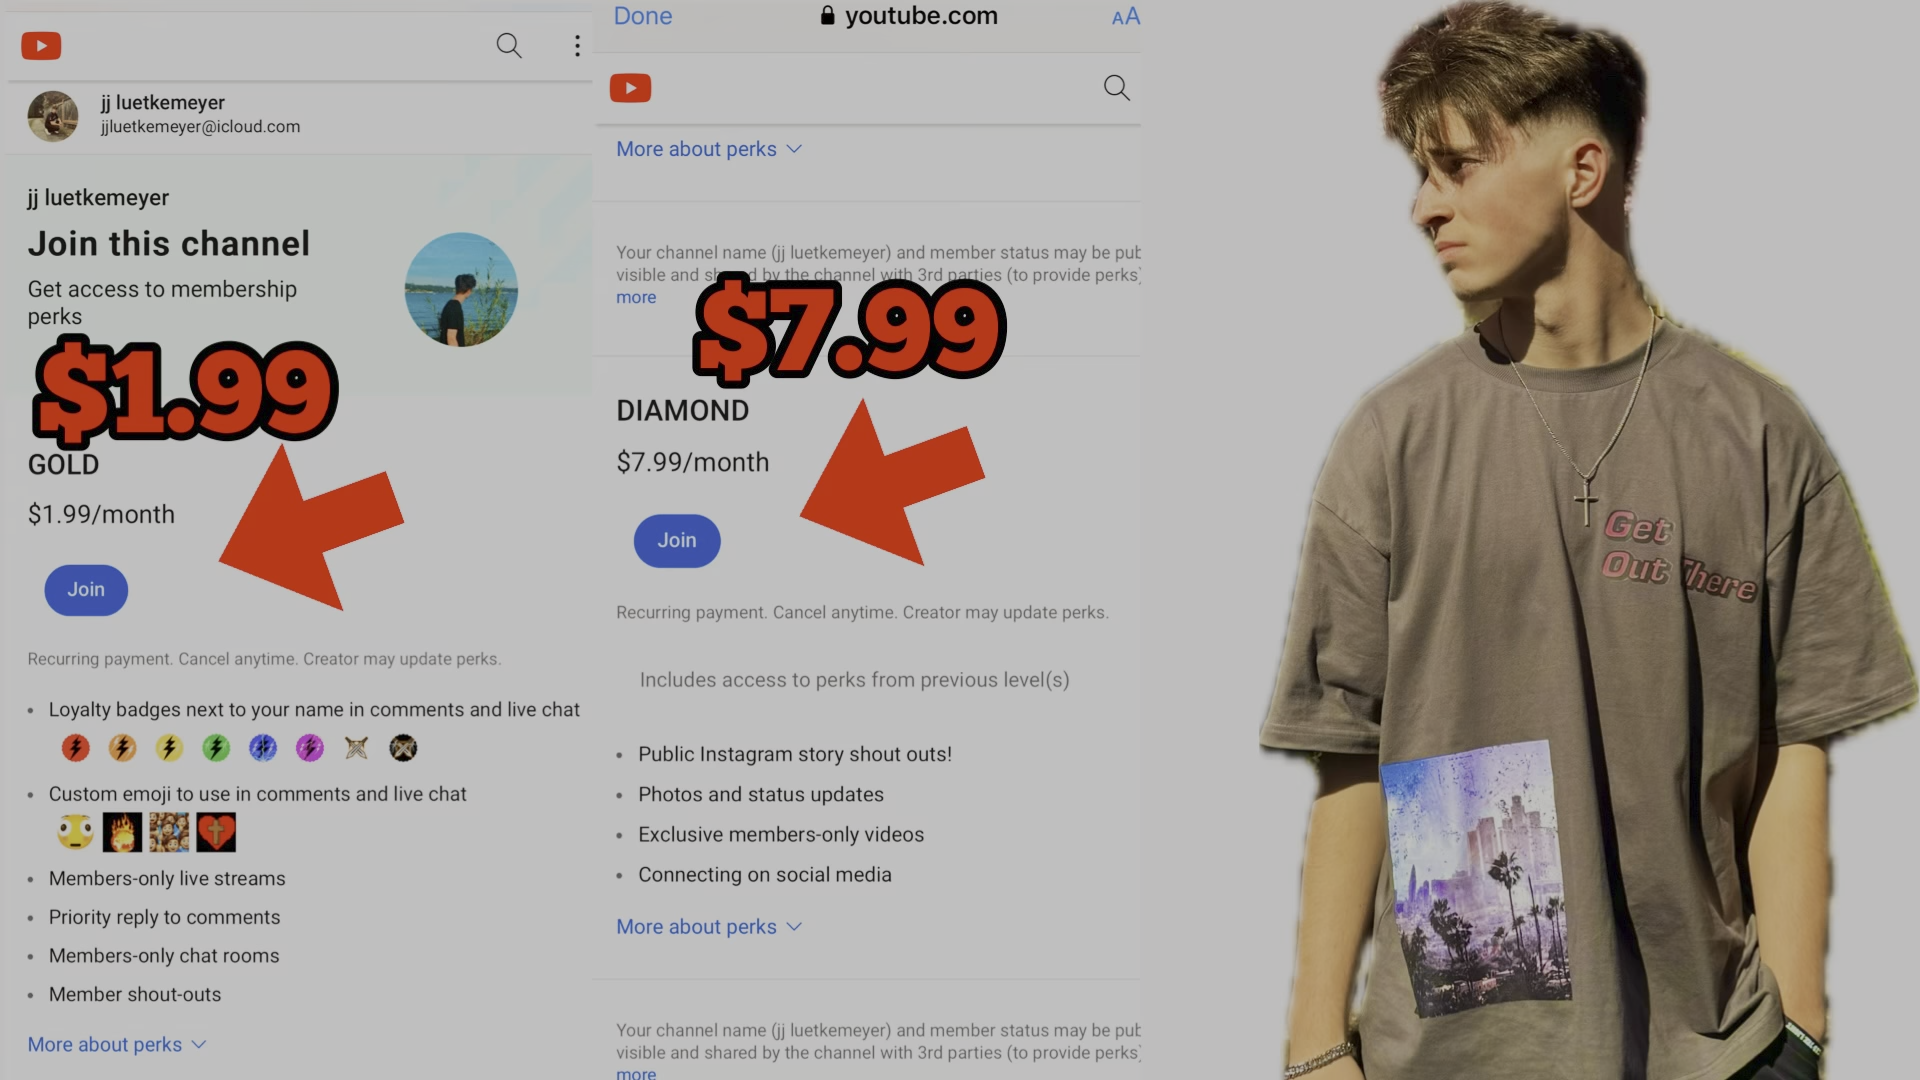 jj luetkemeyer
jjluetkemeyer@icloud.com
jj luetkemeyer
Join this channel
Get access to membership
perks
$1.99
GOLD
$1.99/month
Join
Recurring payment. Cancel anytime. Creator may update perks.
• Loyalty badges next to your name in comments and live chat
• Custom emoji to use in comments and live chat
• Members-only live streams
• Priority reply to comments
• Members-only chat rooms
• Member shout-outs
More about perks
Done
youtube.com
AA
More about perks
Your channel name (jj luetkemeyer) and member status may be pub
visible and shared by the channel with 3rd parties (to provide perks)
more
$7.99
DIAMOND
$7.99/month
Join
Recurring payment. Cancel anytime. Creator may update perks.
Includes access to perks from previous level(s)
• Public Instagram story shout outs!
• Photos and status updates
• Exclusive members-only videos
• Connecting on social media
More about perks
Your channel name (jj luetkemeyer) and member status may be pub
visible and shared by the channel with 3rd parties (to provide perks)
more
Get
Out There